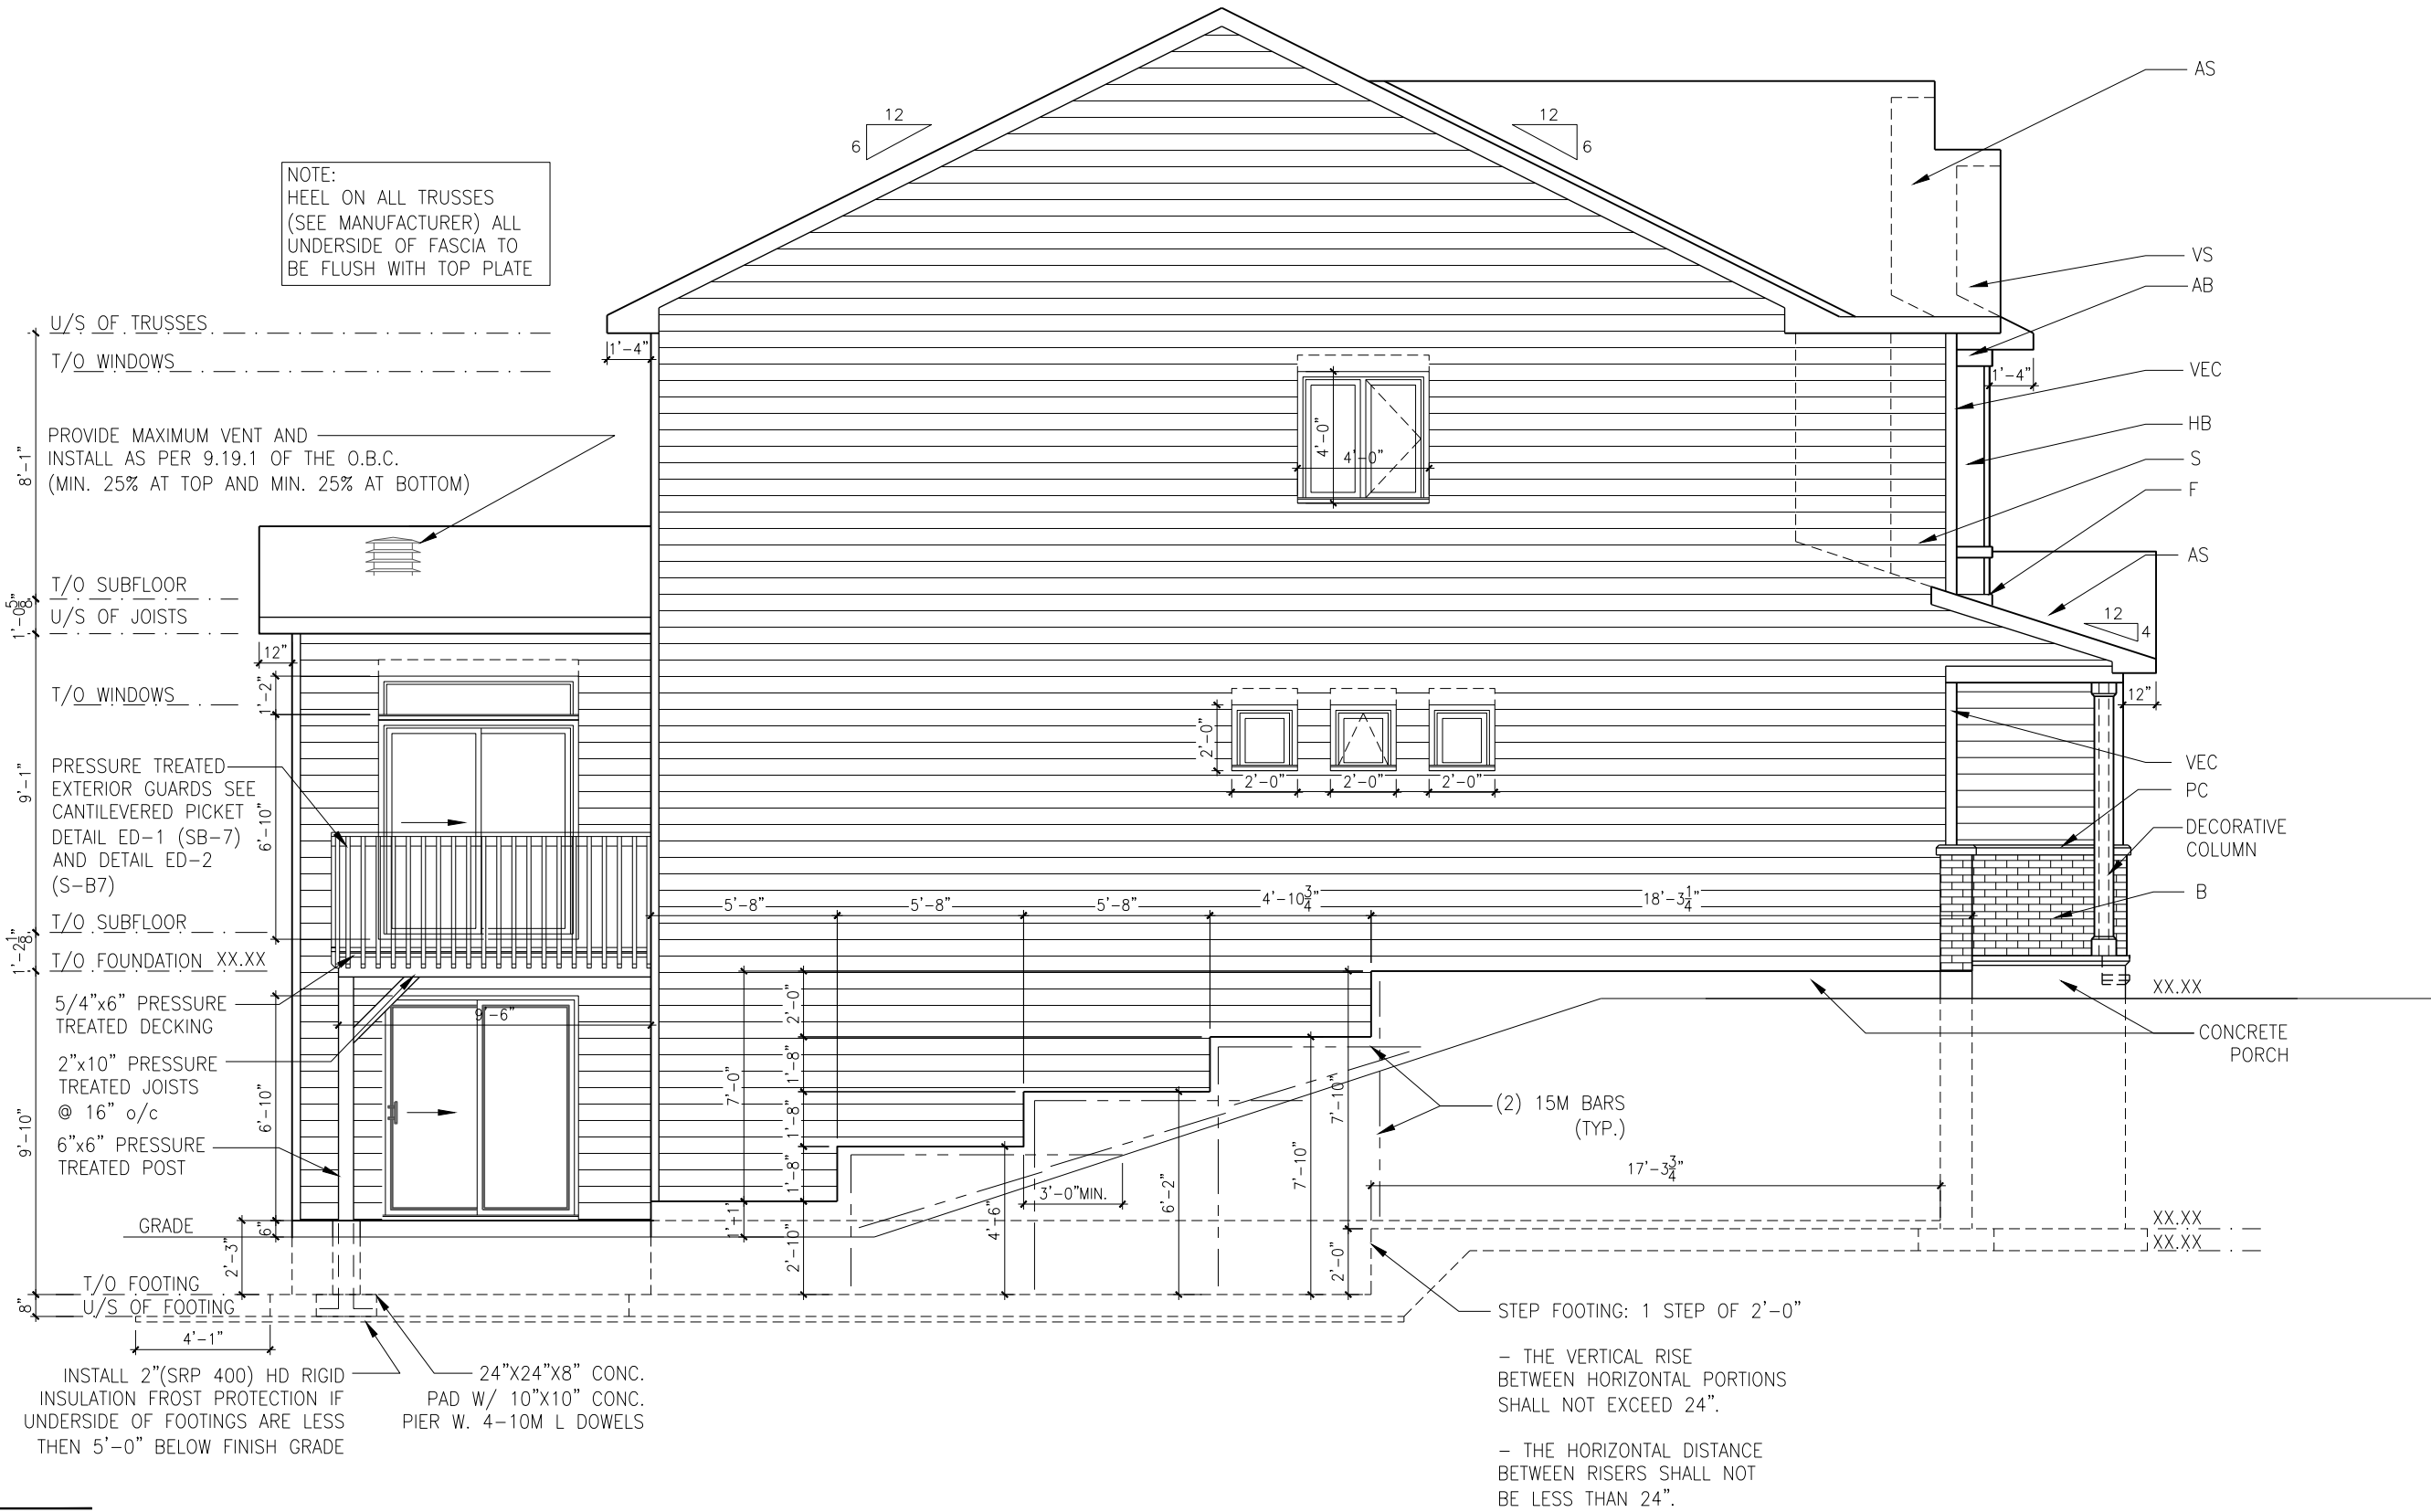 NOTE:
HEEL ON ALL TRUSSES
(SEE MANUFACTURER) ALL
UNDERSIDE OF FASCIA TO
BE FLUSH WITH TOP PLATE
12
6
12
6
AS
VS
AB
VEC
HB
S
F
AS
12
4
12"
VEC
PC
DECORATIVE
COLUMN
B
XX.XX
CONCRETE
PORCH
XX.XX
XX.XX
U/S OF TRUSSES
T/O WINDOWS
1'-4"
1'-4"
8'-1"
PROVIDE MAXIMUM VENT AND
INSTALL AS PER 9.19.1 OF THE O.B.C.
(MIN. 25% AT TOP AND MIN. 25% AT BOTTOM)
4'-0"
4'-0"
T/O SUBFLOOR
1'-0 5/8"
U/S OF JOISTS
12"
1'-2"
T/O WINDOWS
2'-0"
2'-0"
2'-0"
2'-0"
9'-1"
6'-10"
PRESSURE TREATED
EXTERIOR GUARDS SEE
CANTILEVERED PICKET
DETAIL ED-1 (SB-7)
AND DETAIL ED-2
(S-B7)
5'-8"
5'-8"
5'-8"
4'-10 3/4"
18'-3 1/4"
T/O SUBFLOOR
1'-2 1/8"
T/O FOUNDATION XX.XX
5/4"x6" PRESSURE
TREATED DECKING
9'-6"
2"x10" PRESSURE
TREATED JOISTS
@ 16" o/c
6"x6" PRESSURE
TREATED POST
9'-10"
6'-10"
7'-0"
2'-0"
1'-8"
1'-8"
1'-8"
7'-10"
(2) 15M BARS
(TYP.)
7'-10"
17'-3 3/4"
3'-0"MIN.
6'-2"
4'-6"
1'-1"
2'-10"
2'-0"
GRADE
6"
2'-3"
T/O FOOTING
U/S OF FOOTING
8"
4'-1"
INSTALL 2"(SRP 400) HD RIGID
INSULATION FROST PROTECTION IF
UNDERSIDE OF FOOTINGS ARE LESS
THEN 5'-0" BELOW FINISH GRADE
24"X24"X8" CONC.
PAD W/ 10"X10" CONC.
PIER W. 4-10M L DOWELS
STEP FOOTING: 1 STEP OF 2'-0"
- THE VERTICAL RISE
BETWEEN HORIZONTAL PORTIONS
SHALL NOT EXCEED 24".
- THE HORIZONTAL DISTANCE
BETWEEN RISERS SHALL NOT
BE LESS THAN 24".